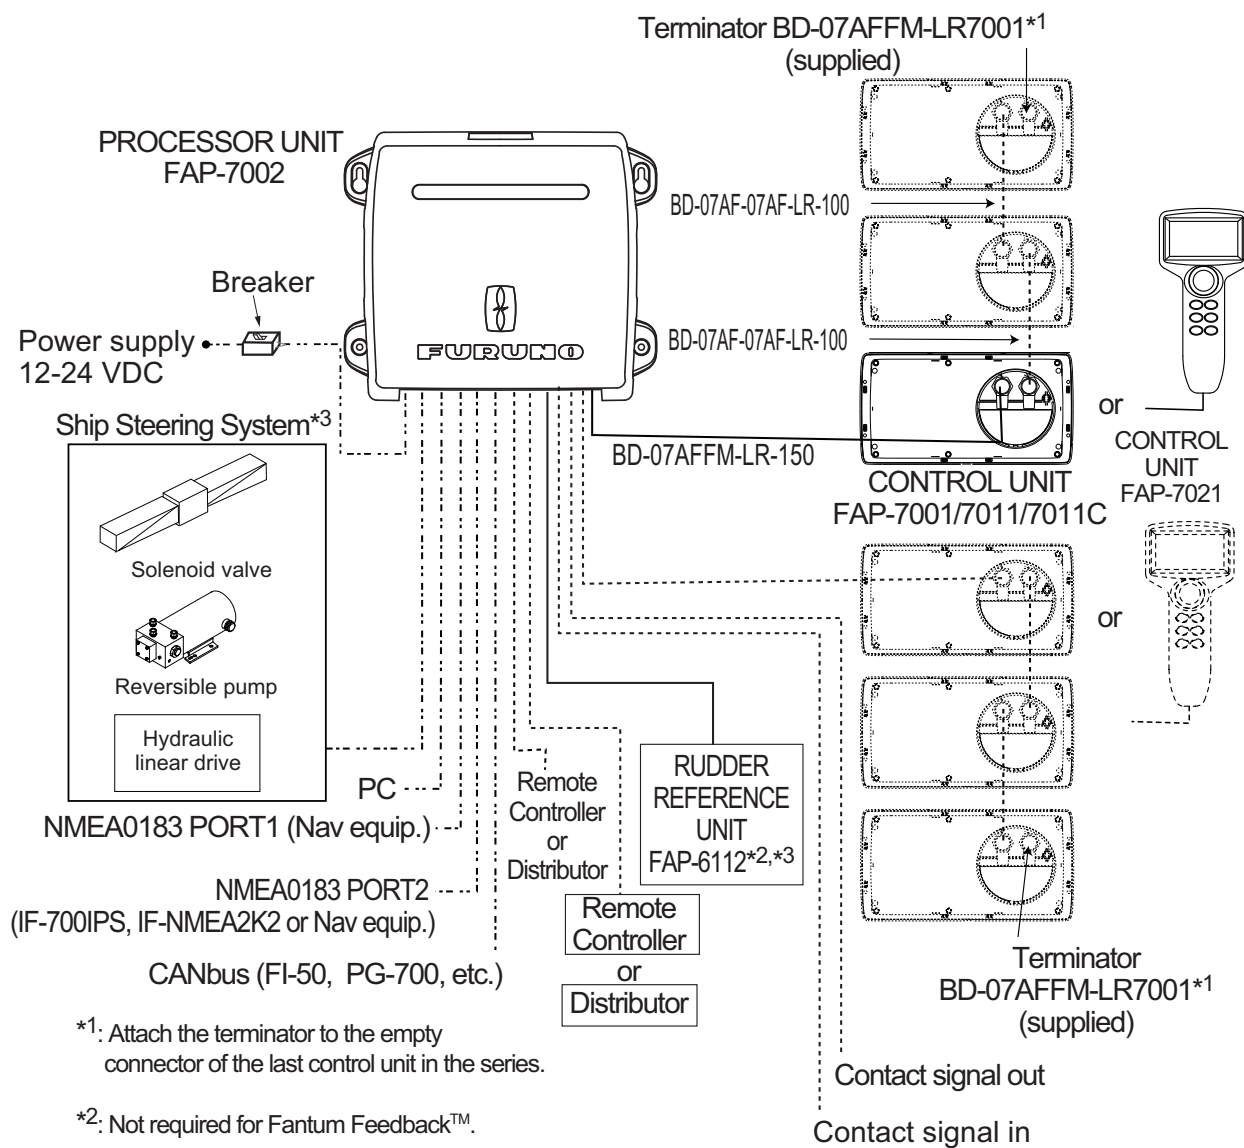 Terminator BD-07AFFM-LR7001*1
(supplied)
PROCESSOR UNIT
FAP-7002
BD-07AF-07AF-LR-100
Breaker
Power supply
12-24 VDC
FURUNO
BD-07AF-07AF-LR-100
or
CONTROL
UNIT
FAP-7021
Ship Steering System*3
BD-07AFFM-LR-150
CONTROL UNIT
FAP-7001/7011/7011C
Solenoid valve
Reversible pump
Hydraulic
linear drive
or
PC
NMEA0183 PORT1 (Nav equip.)
Remote
Controller
or
Distributor
RUDDER
REFERENCE
UNIT
FAP-6112*2,*3
NMEA0183 PORT2
(IF-700IPS, IF-NMEA2K2 or Nav equip.)
Remote
Controller
or
Distributor
CANbus (FI-50, PG-700, etc.)
Terminator
BD-07AFFM-LR7001*1
(supplied)
*1: Attach the terminator to the empty
connector of the last control unit in the series.
Contact signal out
*2: Not required for Fantum Feedback™.
Contact signal in